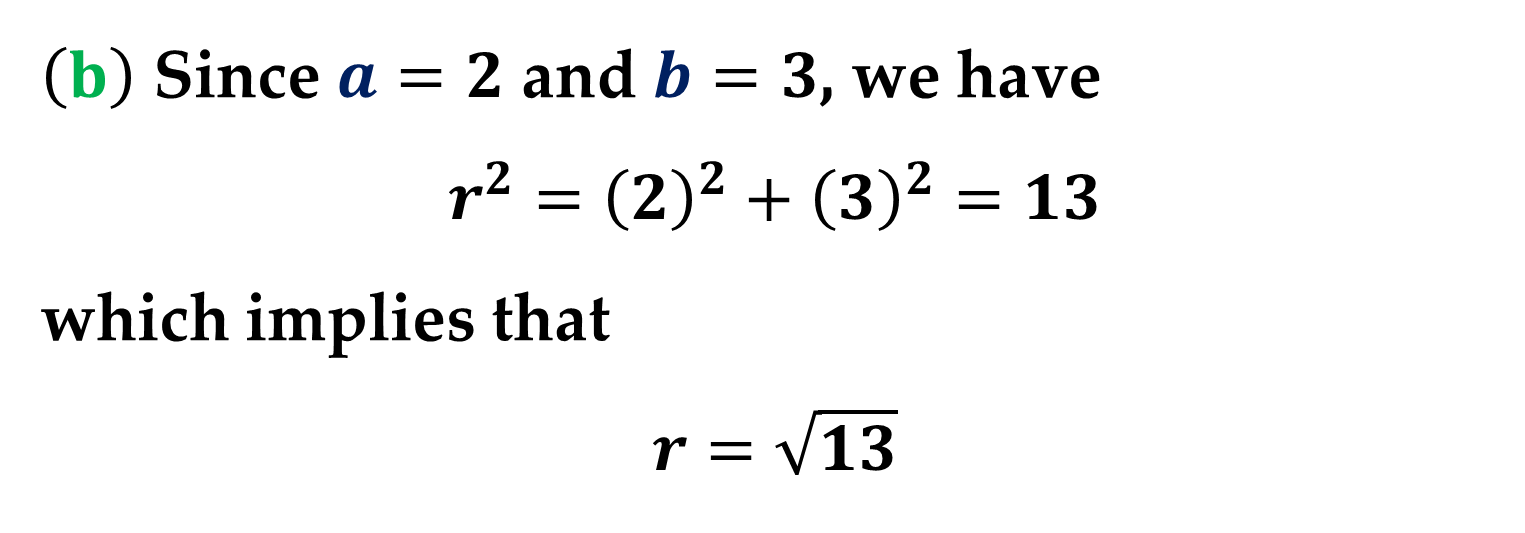 (b) Since a = 2 and b = 3, we have
r² = (2)² + (3)² = 13
which implies that
r = √13